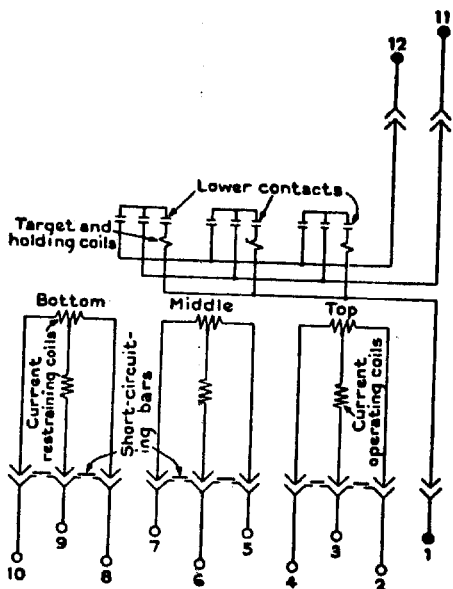 11
12
Lower contacts
Target and
holding coils
Bottom
Middle
Top
Current
restraining coils
Short-circuit-
ing bars
Current
operating coils
10
9
8
7
6
5
4
3
2
1